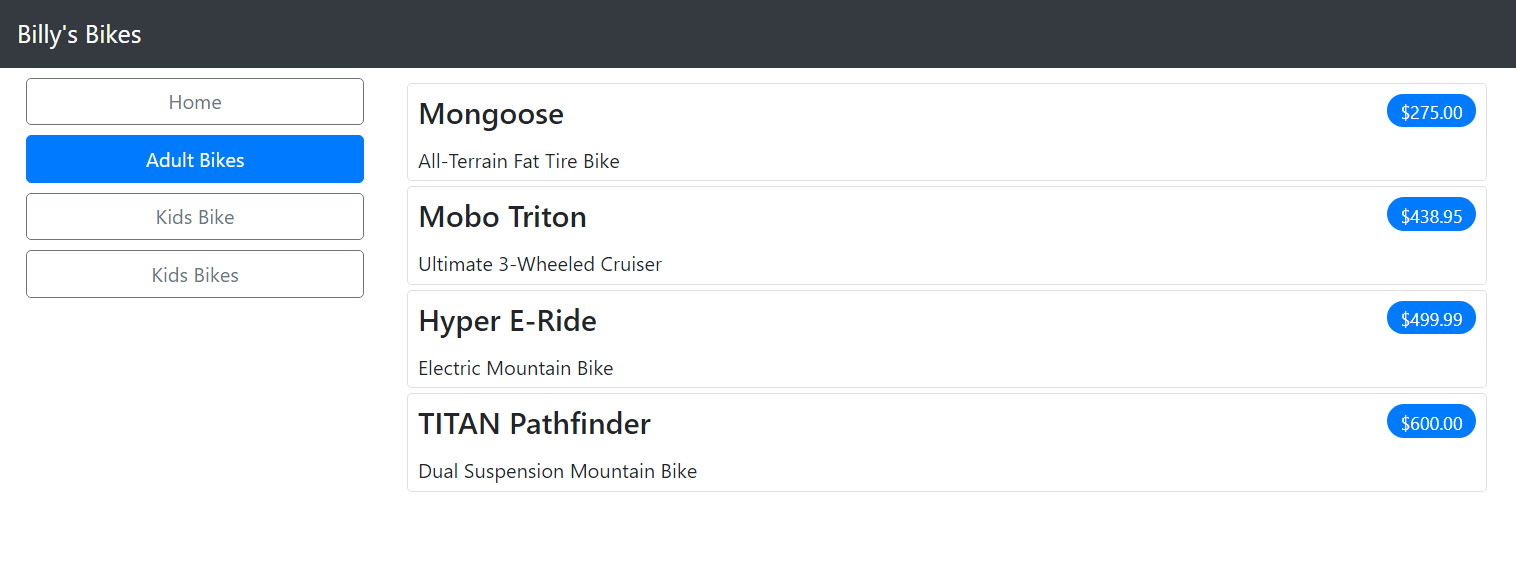 Billy's Bikes
Home
Adult Bikes
Kids Bike
Kids Bikes
Mongoose
$275.00
All-Terrain Fat Tire Bike
Mobo Triton
$438.95
Ultimate 3-Wheeled Cruiser
Hyper E-Ride
$499.99
Electric Mountain Bike
TITAN Pathfinder
$600.00
Dual Suspension Mountain Bike